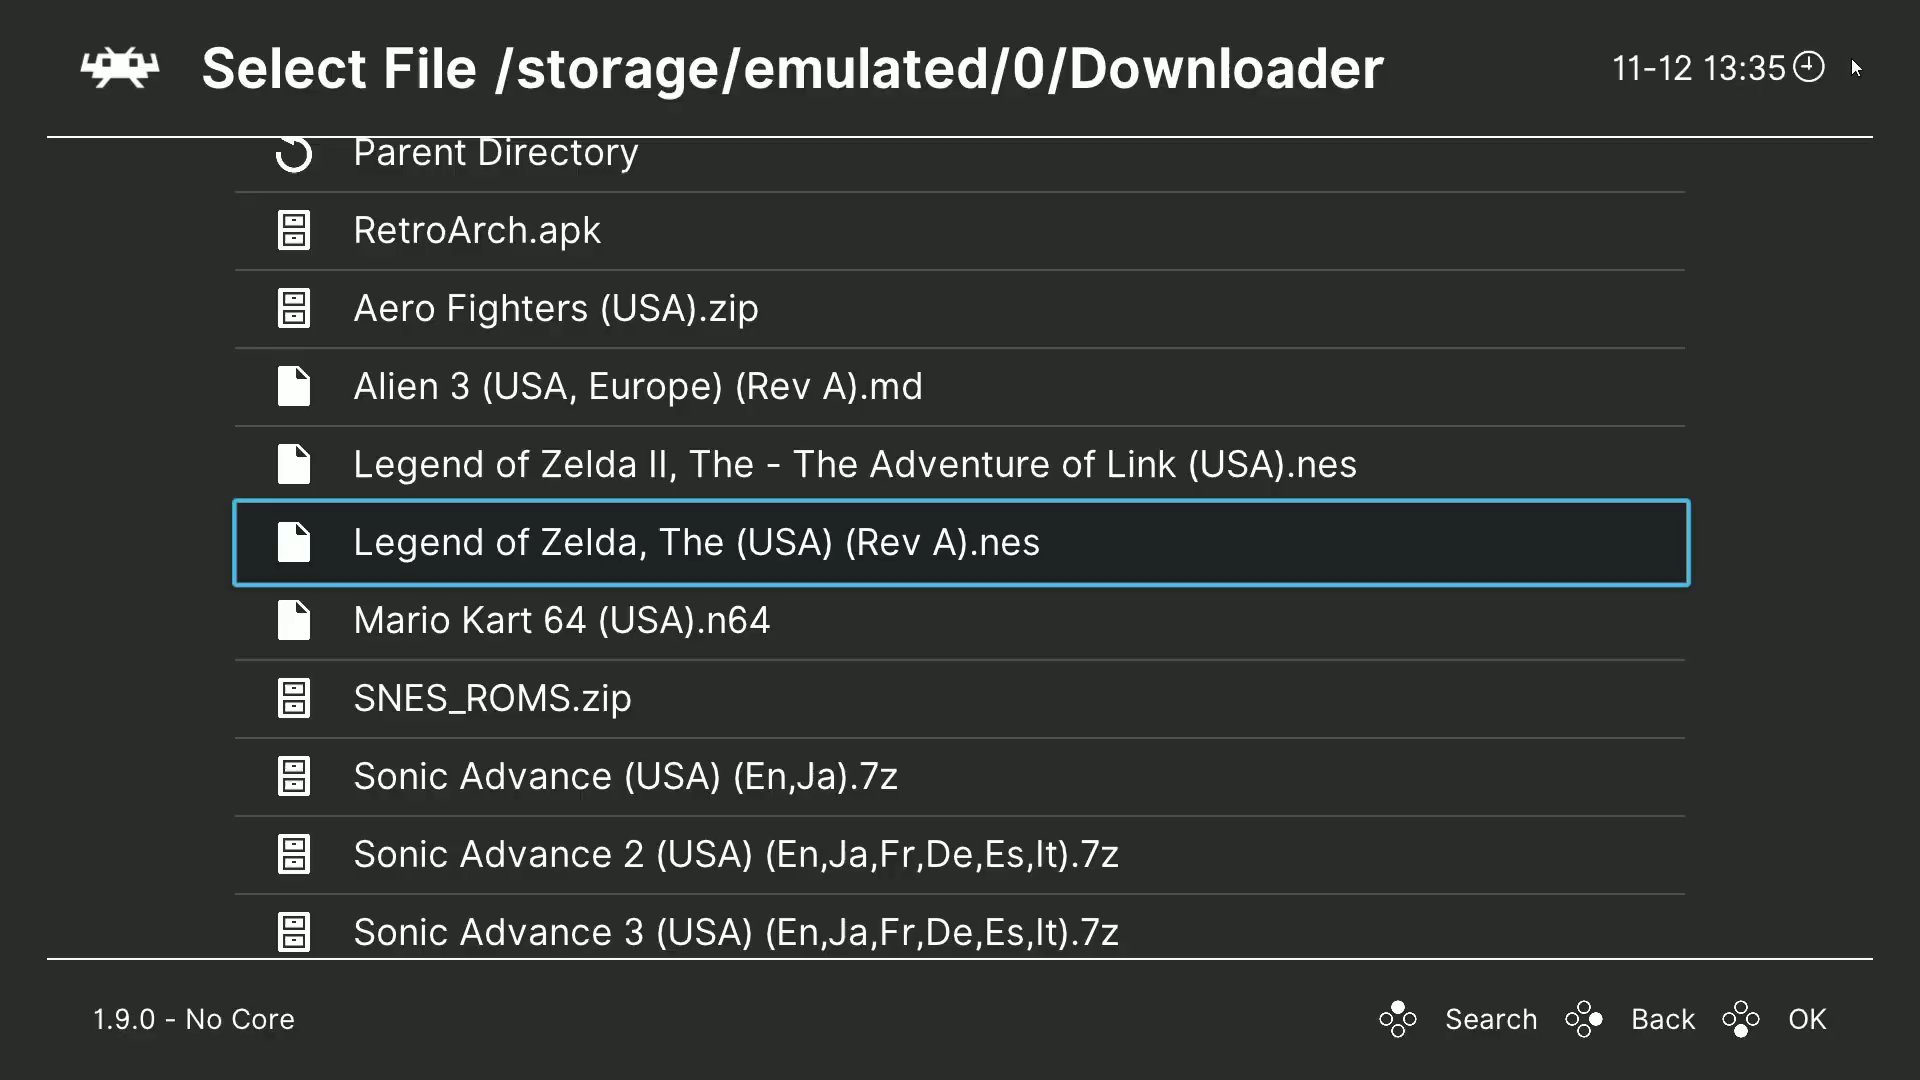 Select File /storage/emulated/0/Downloader
11-12 13:35
Parent Directory
RetroArch.apk
Aero Fighters (USA).zip
Alien 3 (USA, Europe) (Rev A).md
Legend of Zelda II, The - The Adventure of Link (USA).nes
Legend of Zelda, The (USA) (Rev A).nes
Mario Kart 64 (USA).n64
SNES_ROMS.zip
Sonic Advance (USA) (En,Ja).7z
Sonic Advance 2 (USA) (En,Ja,Fr,De,Es,It).7z
Sonic Advance 3 (USA) (En,Ja,Fr,De,Es,It).7z
1.9.0 - No Core
Search Back OK